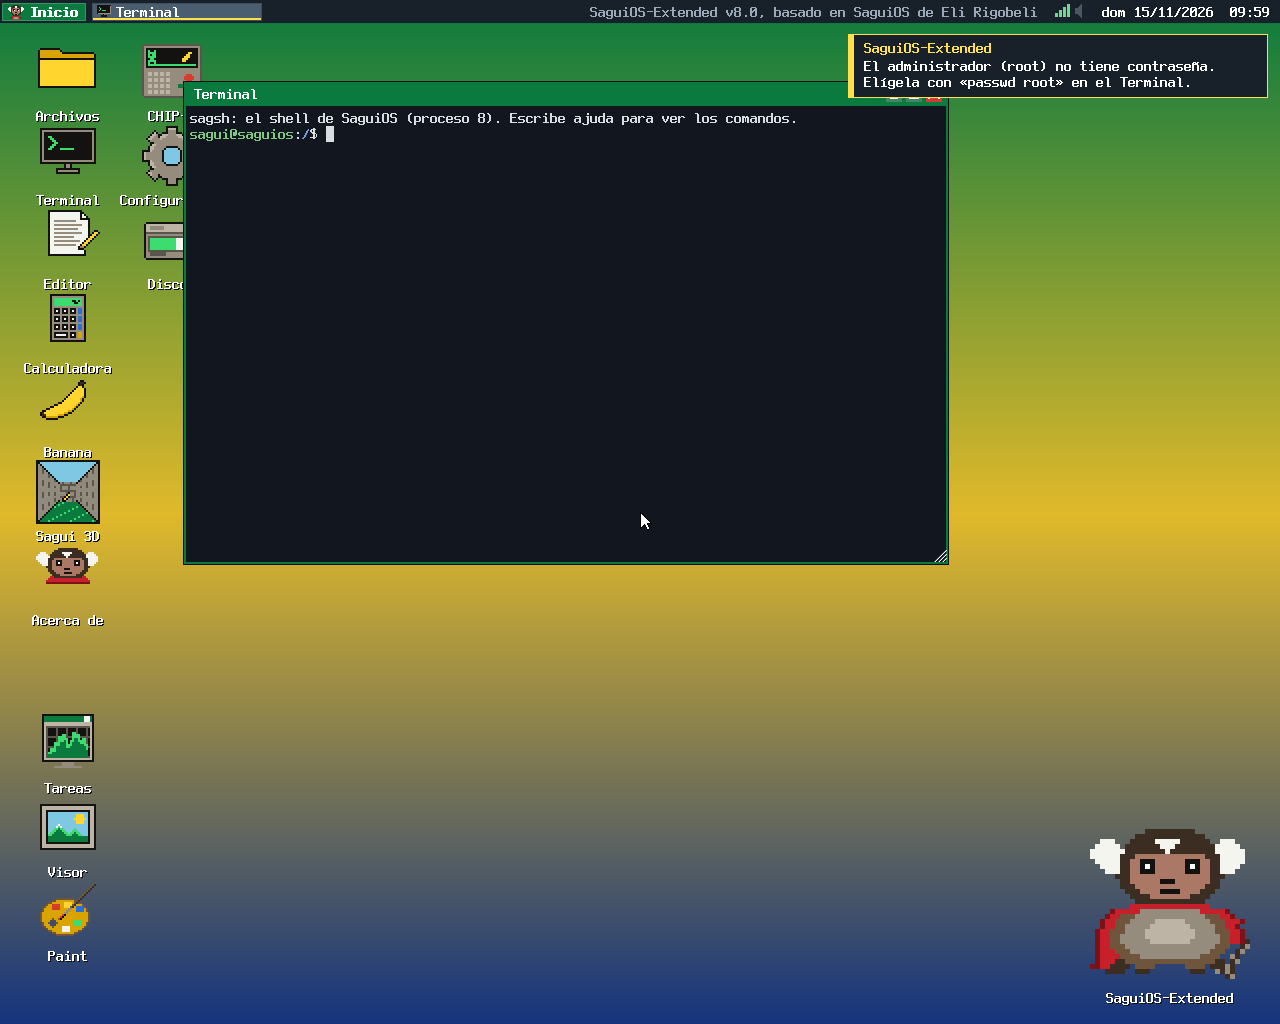 Inicio
Terminal
SaguiOS-Extended v8.0, basado en SaguiOS de Eli Rigobeli
dom 15/11/2026 09:59
SaguiOS-Extended
El administrador (root) no tiene contraseña.
Elígela con «passwd root» en el Terminal.
Archivos
CHIP-
Terminal
sagsh: el shell de SaguiOS (proceso 8). Escribe ajuda para ver los comandos.
sagui@saguios:/$
Terminal
Configur
Editor
Disco
Calculadora
Banana
Sagui 3D
Acerca de
Tareas
Visor
Paint
SaguiOS-Extended